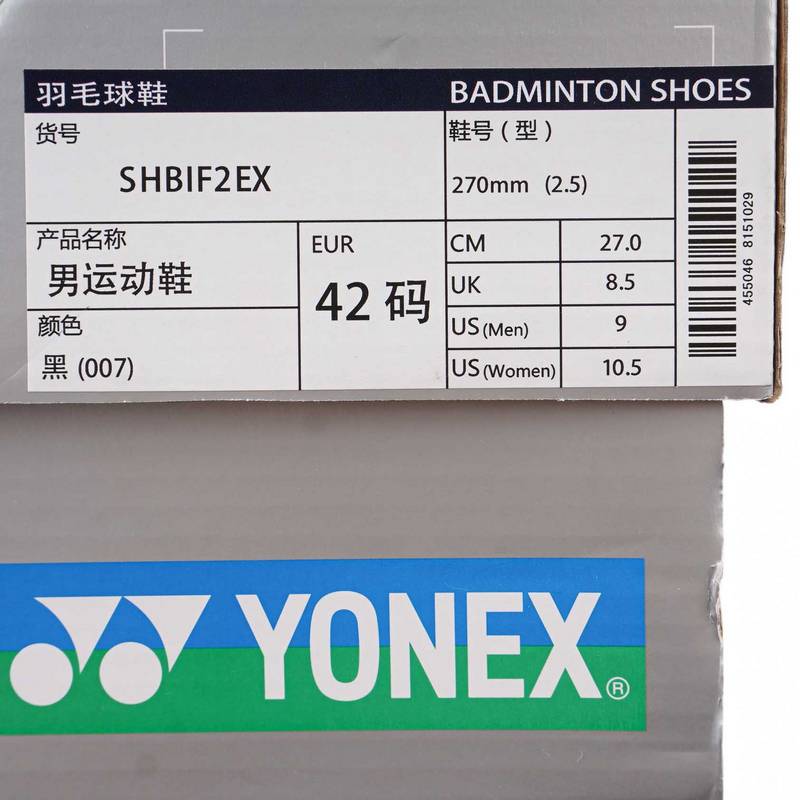 羽毛球鞋 BADMINTON SHOES
货号
SHBIF2EX
鞋号(型)
270mm (2.5)
产品名称
男运动鞋
颜色
黑 (007)
EUR
42 码
CM 27.0
UK 8.5
US(Men) 9
US(Women) 10.5
455046 8151029
YONEX®